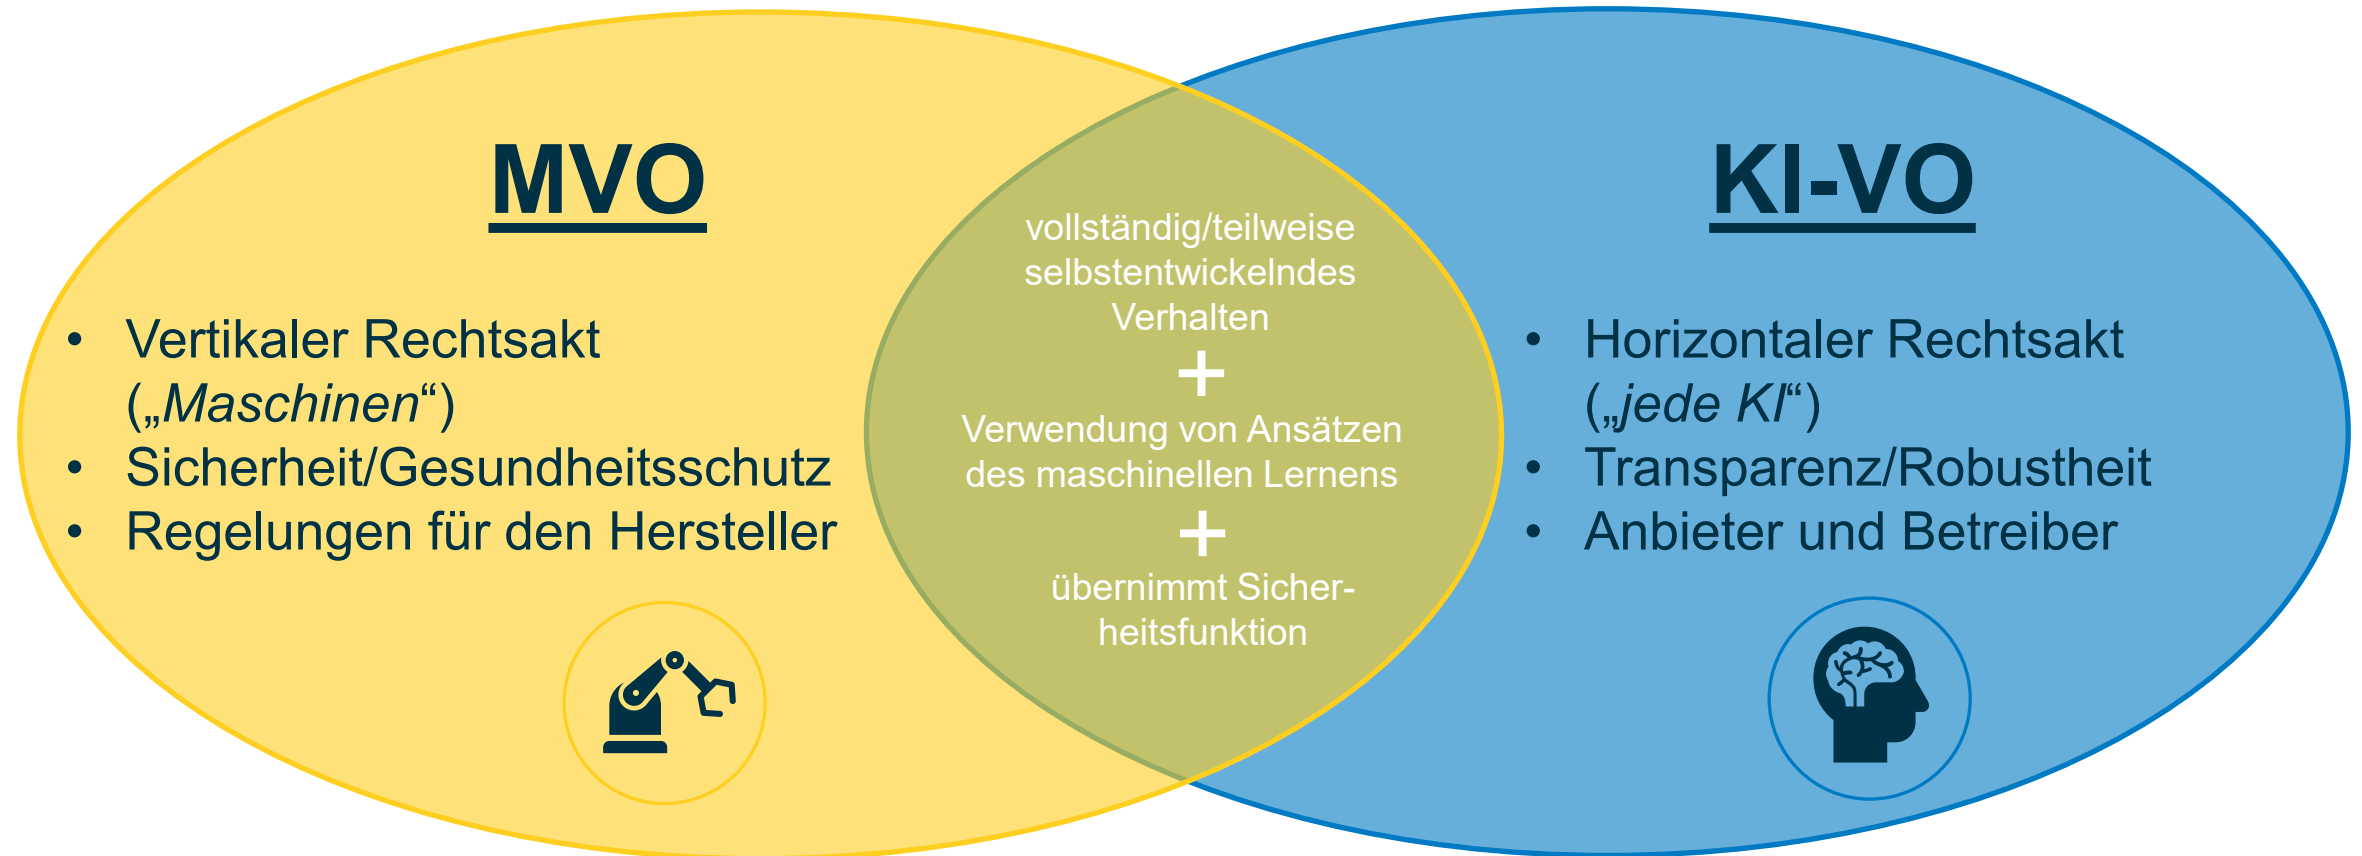 MVO
• Vertikaler Rechtsakt
(„Maschinen“)
• Sicherheit/Gesundheitsschutz
• Regelungen für den Hersteller
vollständig/teilweise
selbstentwickelndes
Verhalten
+
Verwendung von Ansätzen
des maschinellen Lernens
+
übernimmt Sicher-
heitsfunktion
KI-VO
• Horizontaler Rechtsakt
(„jede KI“)
• Transparenz/Robustheit
• Anbieter und Betreiber